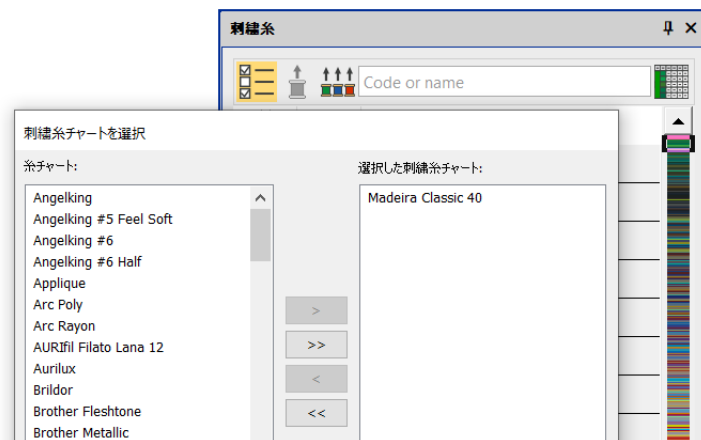 刺繍糸
Code or name
刺繍糸チャートを選択
糸チャート:
選択した刺繍糸チャート:
Angelking
Angelking #5 Feel Soft
Angelking #6
Angelking #6 Half
Applique
Arc Poly
Arc Rayon
AURIfil Filato Lana 12
Aurilux
Brildor
Brother Fleshtone
Brother Metallic
>
>>
<
<<
Madeira Classic 40